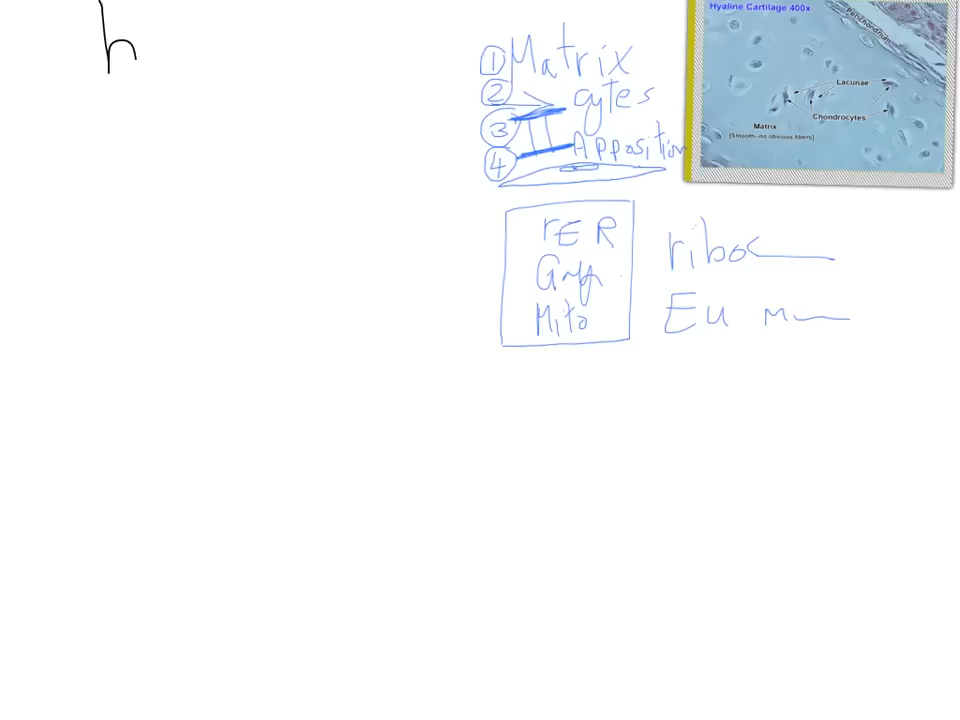 h
① Matrix
② cytes
③
④ Apposition
rER
Mito
Eu
Hyaline Cartilage 400x
Perichondrium
Lacunae
Chondrocytes
Matrix
[Smooth-no obvious fibers]